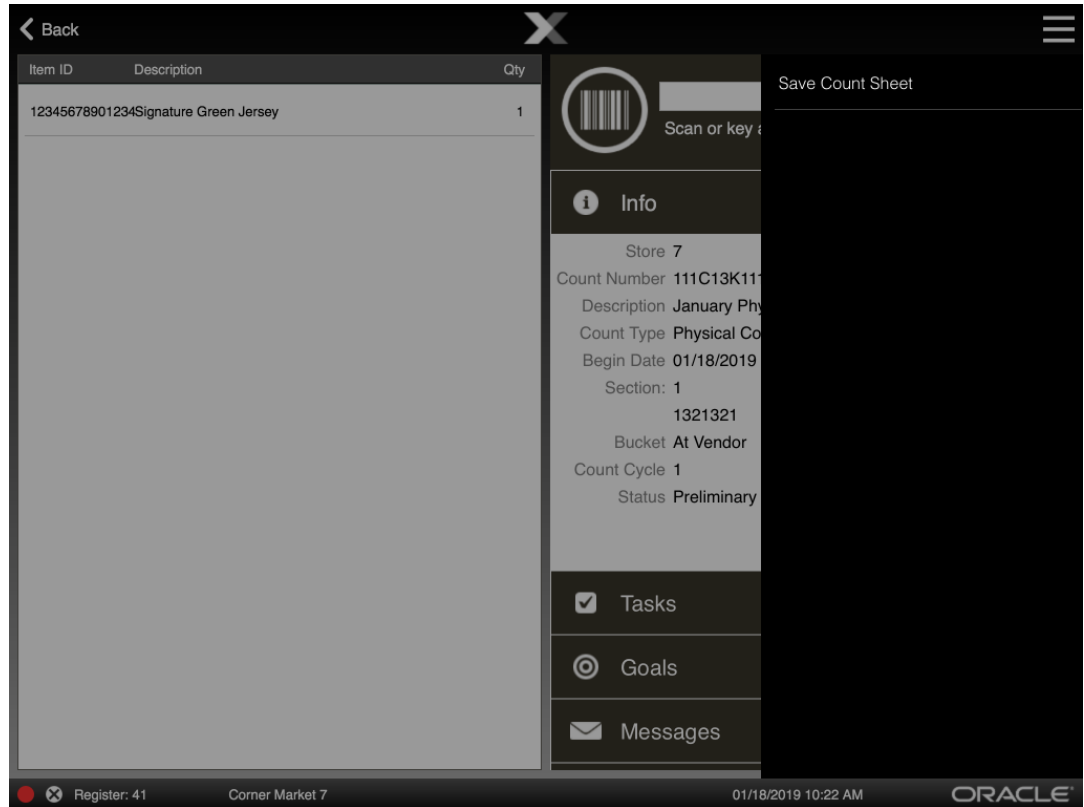 Back
Item ID Description Qty
12345678901234Signature Green Jersey 1
Save Count Sheet
Scan or key a
Info
Store 7
Count Number 111C13K111
Description January Phy
Count Type Physical Co
Begin Date 01/18/2019
Section: 1
1321321
Bucket At Vendor
Count Cycle 1
Status Preliminary
Tasks
Goals
Messages
Register: 41 Corner Market 7 01/18/2019 10:22 AM ORACLE